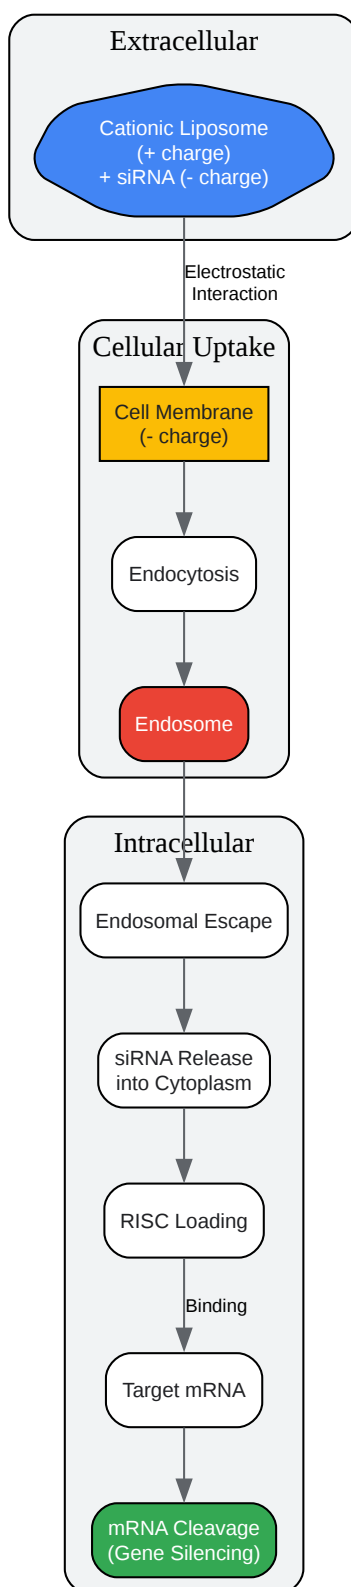 Extracellular
Cationic Liposome
(+ charge)
+ siRNA (- charge)
Electrostatic
Interaction
Cellular Uptake
Cell Membrane
(- charge)
Endocytosis
Endosome
Intracellular
Endosomal Escape
siRNA Release
into Cytoplasm
RISC Loading
Binding
Target mRNA
mRNA Cleavage
(Gene Silencing)